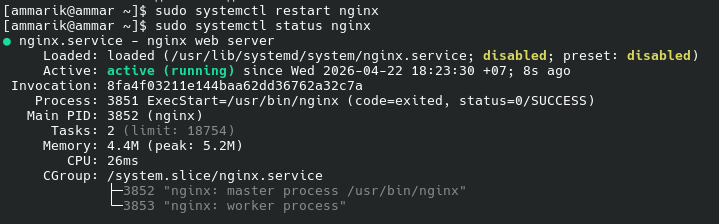 [ammarik@ammar ~]$ sudo systemctl restart nginx
[ammarik@ammar ~]$ sudo systemctl status nginx
● nginx.service - nginx web server
Loaded: loaded (/usr/lib/systemd/system/nginx.service; disabled; preset: disabled)
Active: active (running) since Wed 2026-04-22 18:23:30 +07; 8s ago
Invocation: 8fa4f03211e144baa62dd36762a32c7a
Process: 3851 ExecStart=/usr/bin/nginx (code=exited, status=0/SUCCESS)
Main PID: 3852 (nginx)
Tasks: 2 (limit: 18754)
Memory: 4.4M (peak: 5.2M)
CPU: 26ms
CGroup: /system.slice/nginx.service
├─3852 "nginx: master process /usr/bin/nginx"
└─3853 "nginx: worker process"